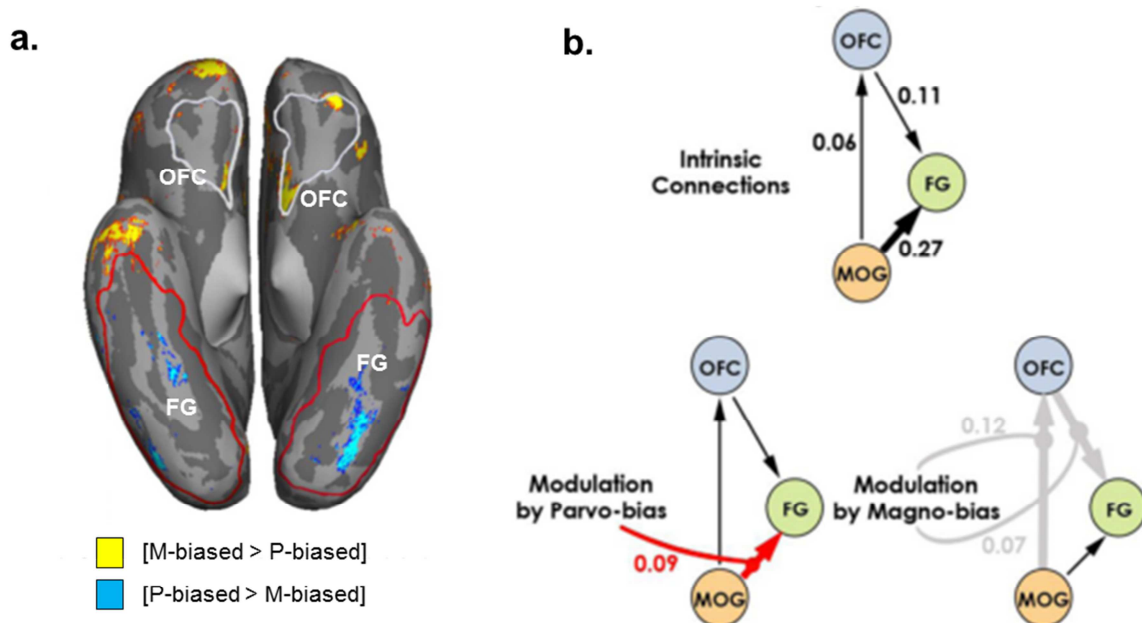 a.
OFC
OFC
FG
FG
[M-biased > P-biased]
[P-biased > M-biased]
b.
OFC
0.11
0.06
Intrinsic
Connections
FG
0.27
MOG
OFC
Modulation
by Parvo-bias
FG
0.09
MOG
OFC
0.12
Modulation
by Magno-bias
FG
0.07
MOG